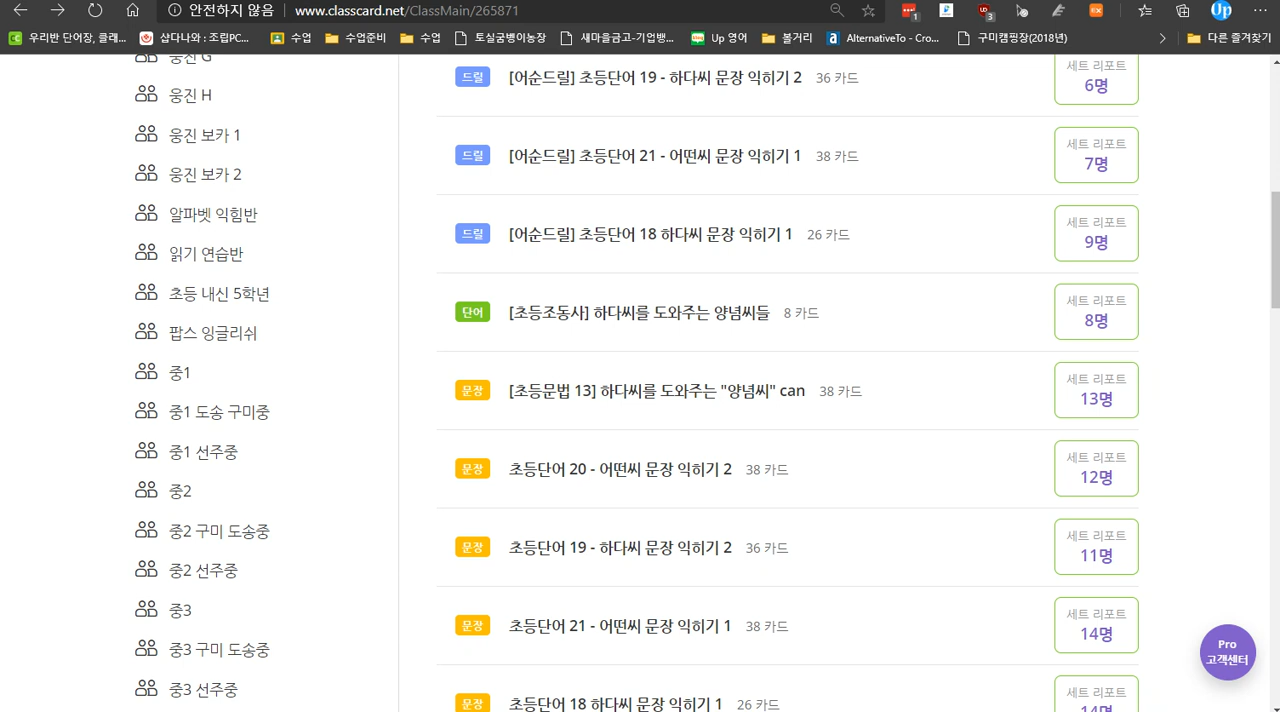 안전하지 않음 www.classcard.net/ClassMain/265871
1
UD 3
EX
Up
우리반 단어장, 클래...
삽다나와 : 조립PC...
수업
수업준비
수업
토실굼벵이농장
새마을금고-기업뱅...
Up 영어
볼거리
AlternativeTo - Cro...
구미캠핑장(2018년)
다른 즐겨찾기
웅진 G
웅진 H
웅진 보카 1
웅진 보카 2
알파벳 익힘반
읽기 연습반
초등 내신 5학년
팝스 잉글리쉬
중1
중1 도송 구미중
중1 선주중
중2
중2 구미 도송중
중2 선주중
중3
중3 구미 도송중
중3 선주중
드릴 [어순드릴] 초등단어 19 - 하다씨 문장 익히기 2 36 카드
세트 리포트
6명
드릴 [어순드릴] 초등단어 21 - 어떤씨 문장 익히기 1 38 카드
세트 리포트
7명
드릴 [어순드릴] 초등단어 18 하다씨 문장 익히기 1 26 카드
세트 리포트
9명
단어 [초등조동사] 하다씨를 도와주는 양념씨들 8 카드
세트 리포트
8명
문장 [초등문법 13] 하다씨를 도와주는 "양념씨" can 38 카드
세트 리포트
13명
문장 초등단어 20 - 어떤씨 문장 익히기 2 38 카드
세트 리포트
12명
문장 초등단어 19 - 하다씨 문장 익히기 2 36 카드
세트 리포트
11명
문장 초등단어 21 - 어떤씨 문장 익히기 1 38 카드
세트 리포트
14명
문장 초등단어 18 하다씨 문장 익히기 1 26 카드
세트 리포트
14명
Pro
고객센터